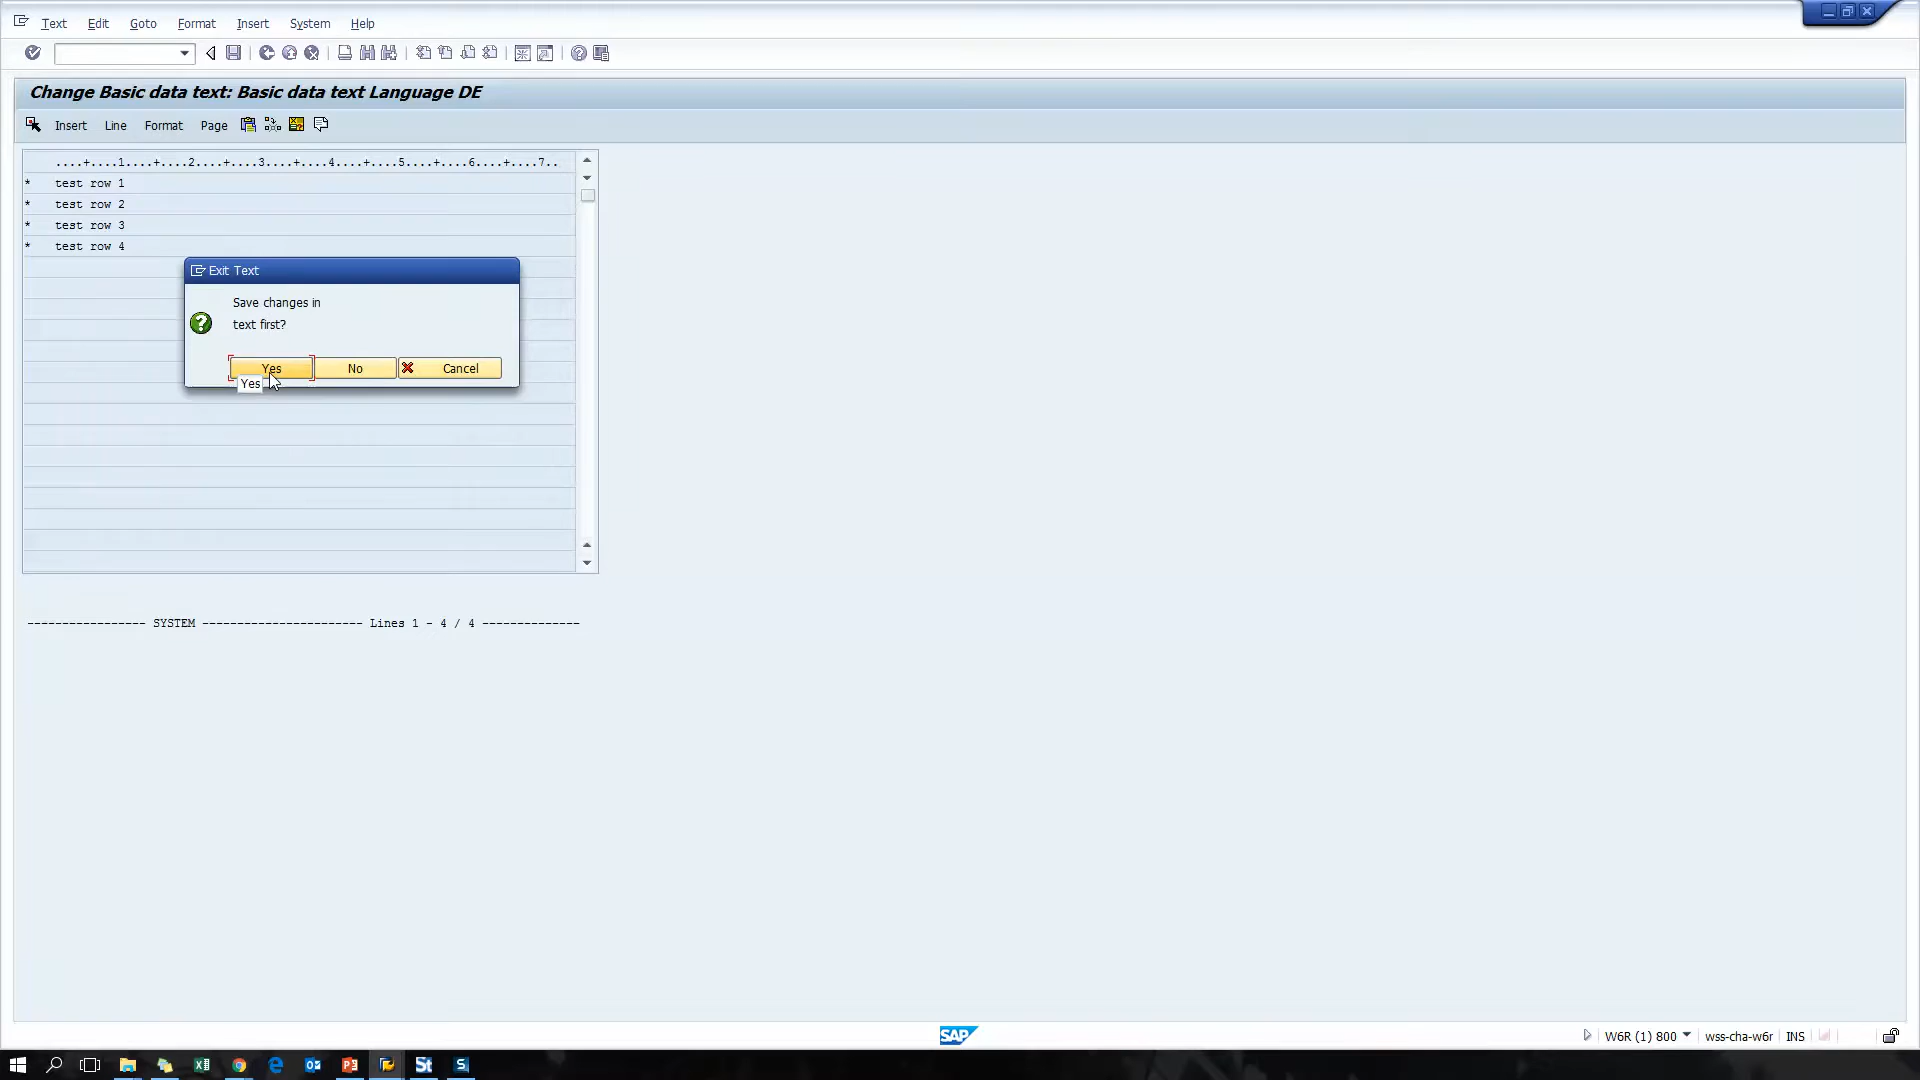 Text Edit Goto Format Insert System Help
Change Basic data text: Basic data text Language DE
Insert Line Format Page
....+....1....+....2....+....3....+....4....+....5....+....6....+....7..
* test row 1
* test row 2
* test row 3
* test row 4
Exit Text
Save changes in
text first?
Yes No Cancel
Yes
----------------- SYSTEM ----------------------- Lines 1 - 4 / 4 --------------
SAP
W6R (1) 800 wss-cha-w6r INS